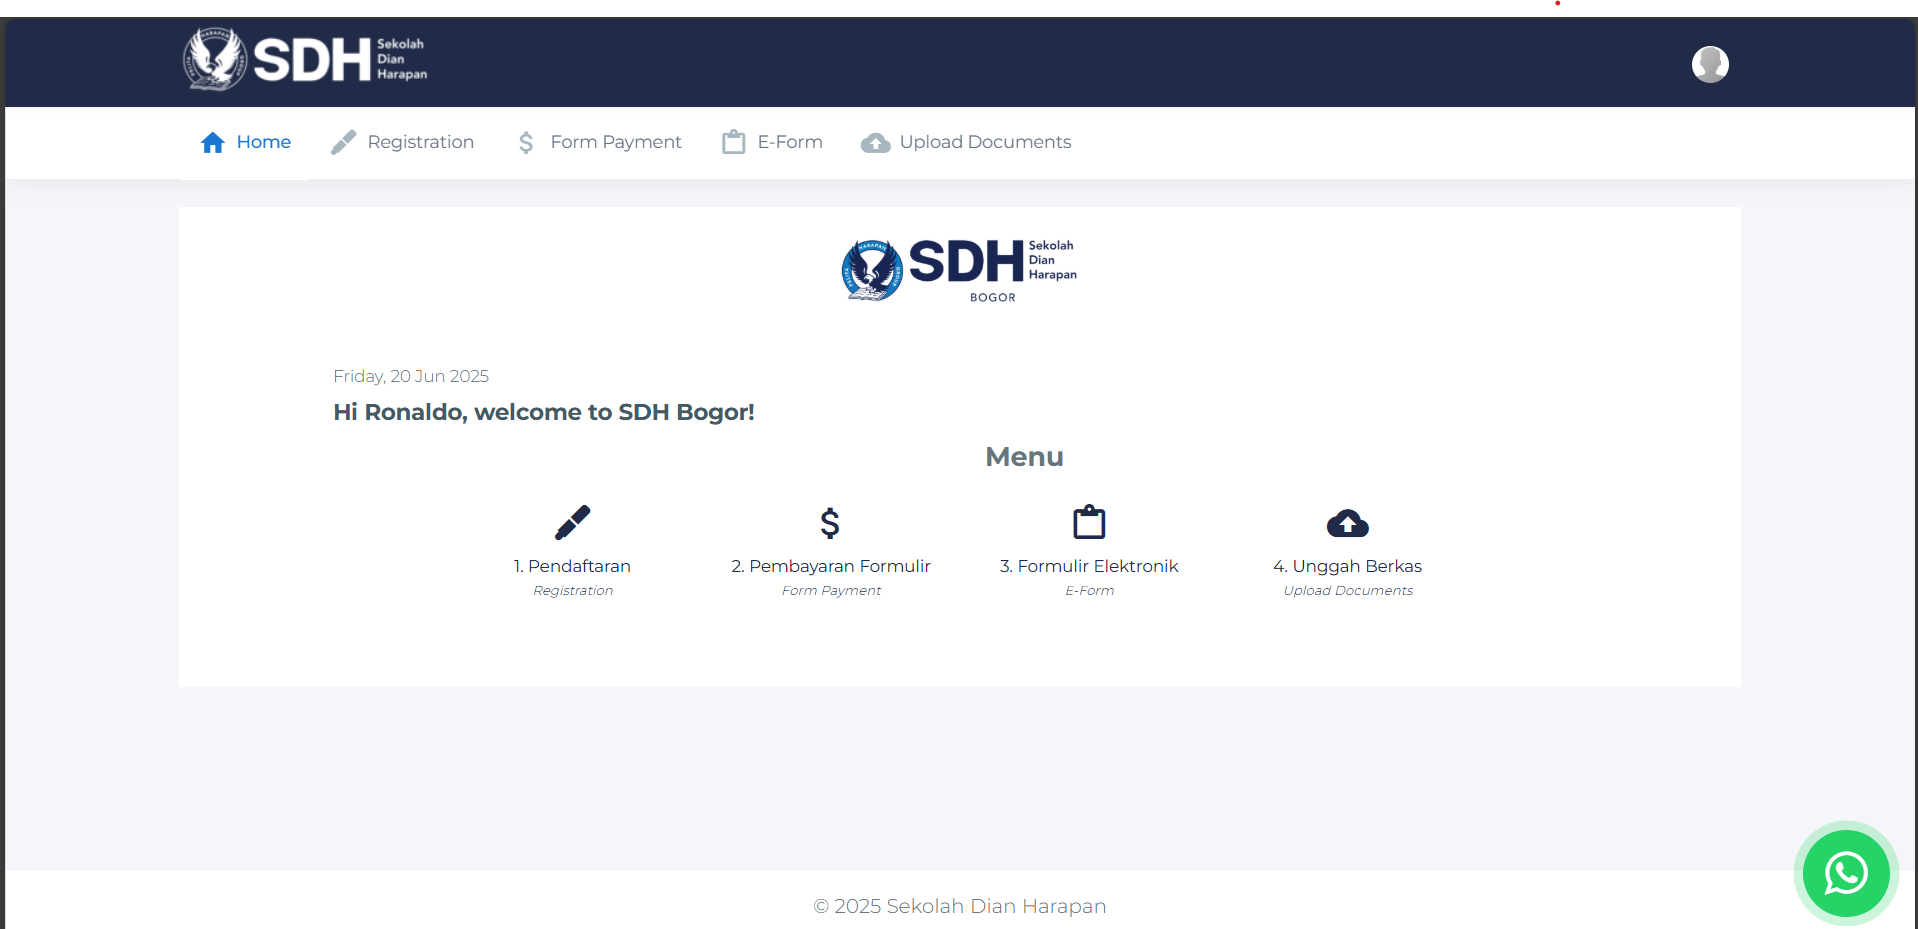 SDH Sekolah Dian Harapan
Home Registration Form Payment E-Form Upload Documents
SDH Sekolah Dian Harapan
BOGOR
Friday, 20 Jun 2025
Hi Ronaldo, welcome to SDH Bogor!
Menu
1. Pendaftaran 2. Pembayaran Formulir 3. Formulir Elektronik 4. Unggah Berkas
Registration Form Payment E-Form Upload Documents
© 2025 Sekolah Dian Harapan